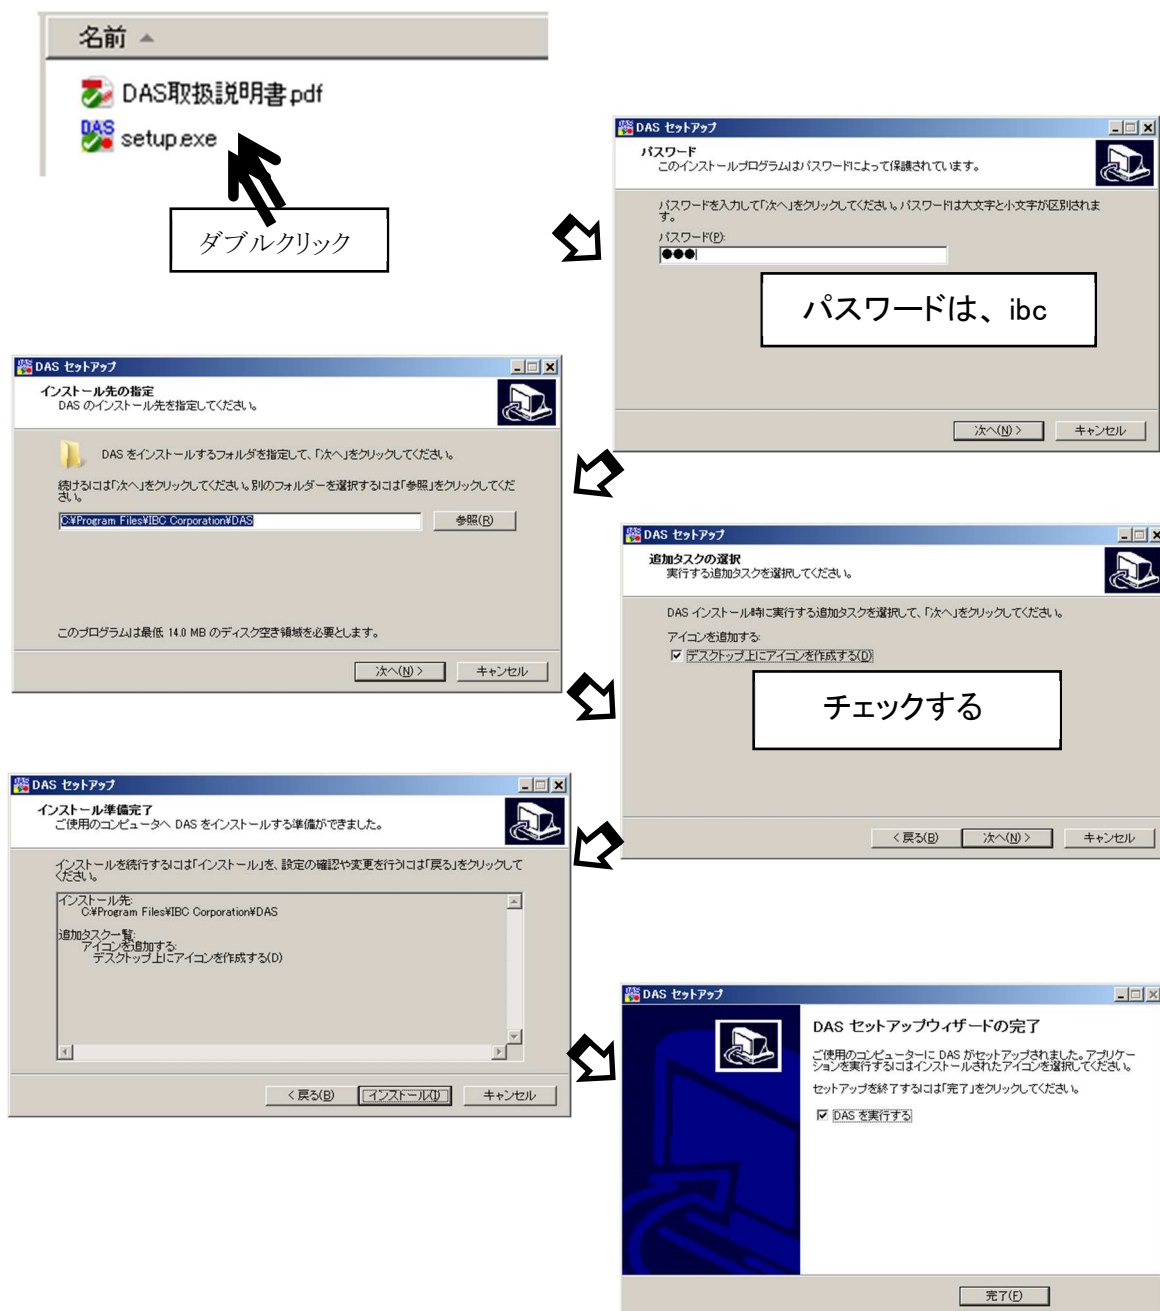 名前
DAS取扱説明書.pdf
setup.exe
ダブルクリック
DAS セットアップ
パスワード
このインストールプログラムはパスワードによって保護されています。
パスワードを入力して「次へ」をクリックしてください。パスワードは大文字と小文字が区別されま
す。
パスワード(P):
●●●
パスワードは、ibc
次へ(N) >
キャンセル
DAS セットアップ
インストール先の指定
DAS のインストール先を指定してください。
DAS をインストールするフォルダを指定して、「次へ」をクリックしてください。
続けるには「次へ」をクリックしてください。別のフォルダーを選択するには「参照」をクリックしてくだ
さい。
C:¥Program Files¥IBC Corporation¥DAS
参照(R)
このプログラムは最低 14.0 MB のディスク空き領域を必要とします。
次へ(N) >
キャンセル
DAS セットアップ
追加タスクの選択
実行する追加タスクを選択してください。
DAS インストール時に実行する追加タスクを選択して、「次へ」をクリックしてください。
アイコンを追加する:
デスクトップ上にアイコンを作成する(D)
チェックする
< 戻る(B)
次へ(N) >
キャンセル
DAS セットアップ
インストール準備完了
ご使用のコンピュータへ DAS をインストールする準備ができました。
インストールを続行するには「インストール」を、設定の確認や変更を行うには「戻る」をクリックして
ください。
インストール先:
C:¥Program Files¥IBC Corporation¥DAS
追加タスク一覧:
アイコンを追加する:
デスクトップ上にアイコンを作成する(D)
< 戻る(B)
インストール(I)
キャンセル
DAS セットアップ
DAS セットアップウィザードの完了
ご使用のコンピューターに DAS がセットアップされました。アプリケー
ションを実行するにはインストールされたアイコンを選択してください。
セットアップを終了するには「完了」をクリックしてください。
DAS を実行する
完了(F)